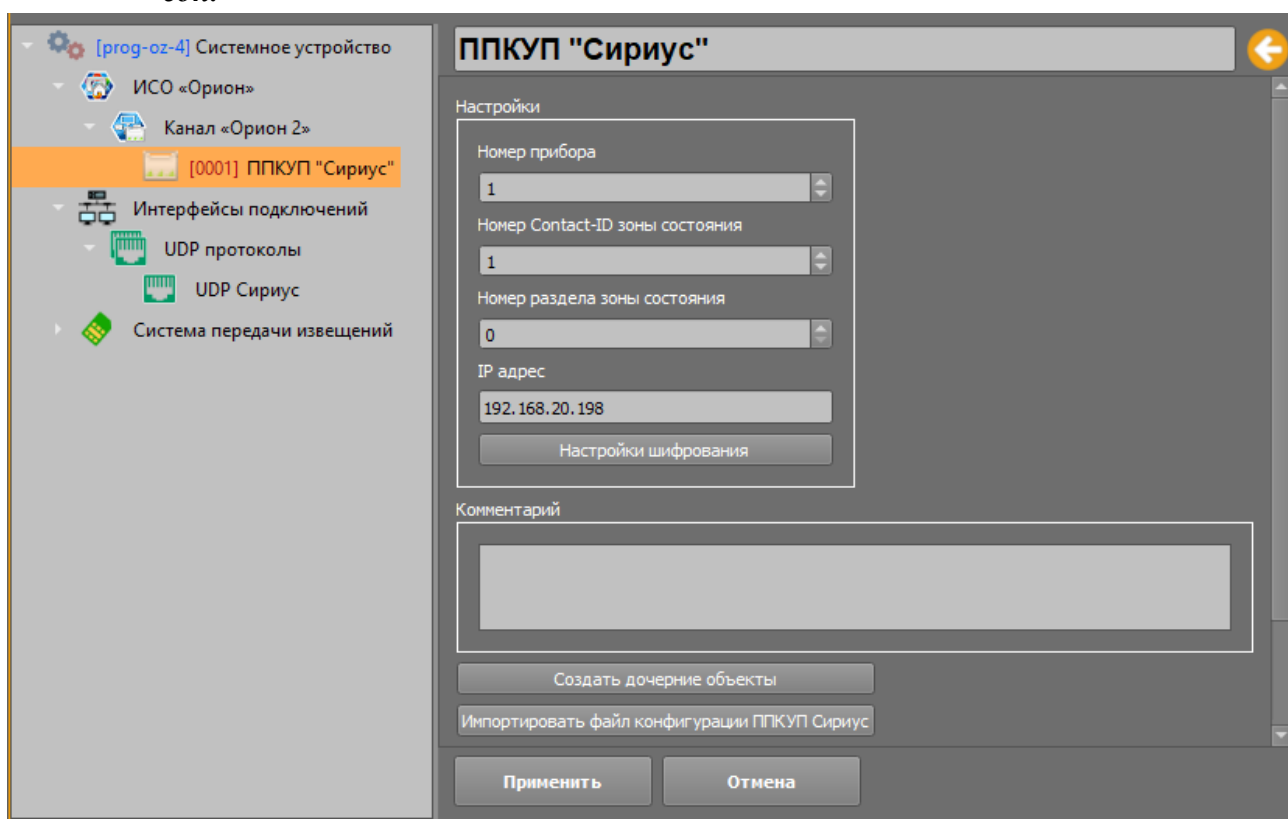 [prog-oz-4] Системное устройство
ИСО «Орион»
Канал «Орион 2»
[0001] ППКУП "Сириус"
Интерфейсы подключений
UDP протоколы
UDP Сириус
Система передачи извещений
ППКУП "Сириус"
Настройки
Номер прибора
1
Номер Contact-ID зоны состояния
1
Номер раздела зоны состояния
0
IP адрес
192.168.20.198
Настройки шифрования
Комментарий
Создать дочерние объекты
Импортировать файл конфигурации ППКУП Сириус
Применить
Отмена